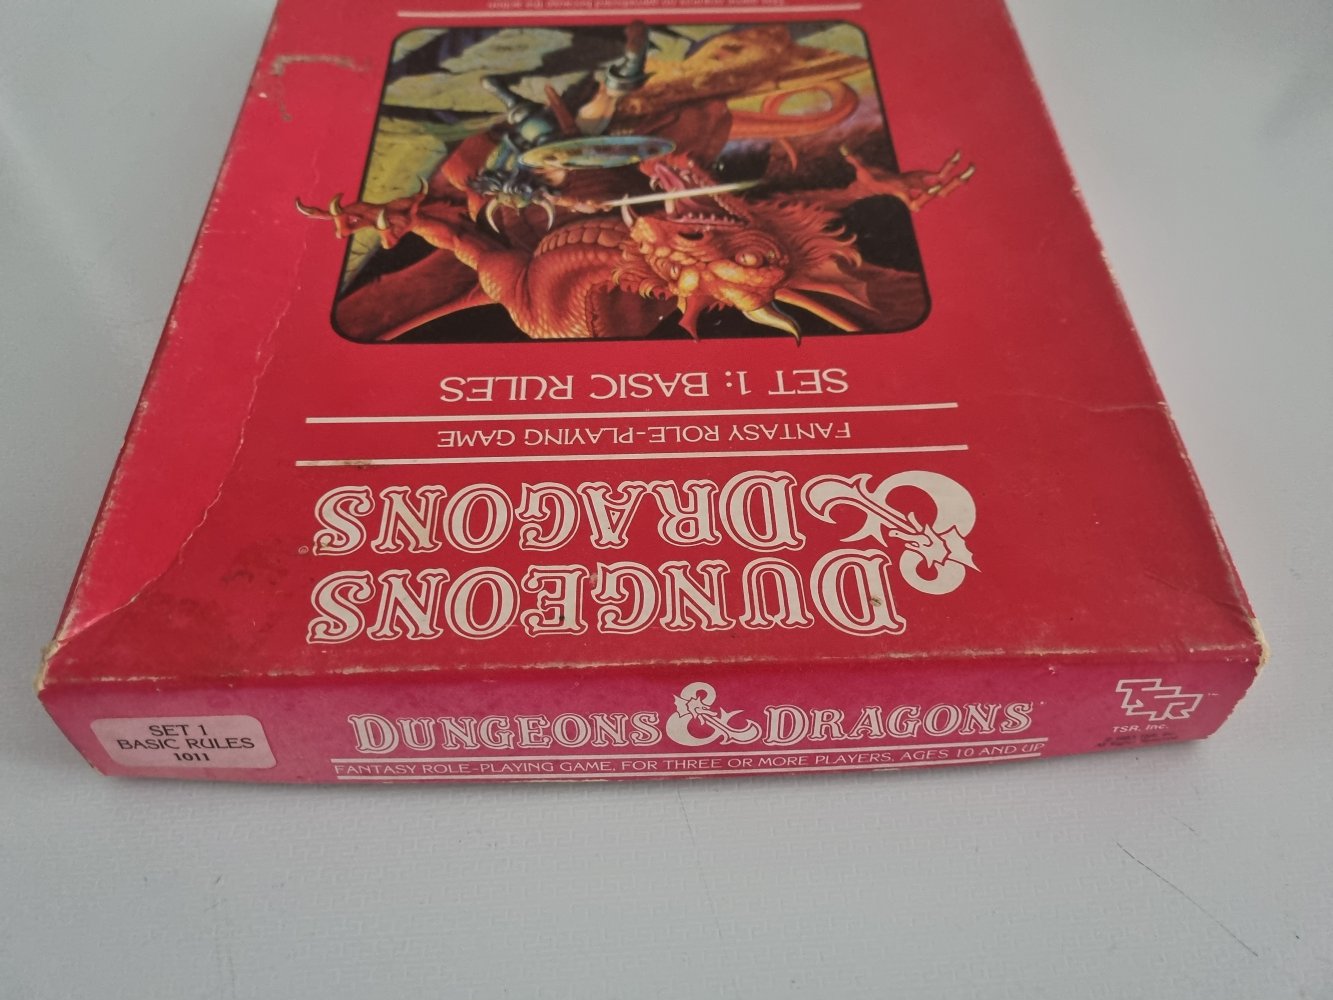 DUNGEONS
& DRAGONS®
FANTASY ROLE-PLAYING GAME
SET 1: BASIC RULES
SET 1
BASIC RULES
1011
DUNGEONS & DRAGONS
FANTASY ROLE-PLAYING GAME, FOR THREE OR MORE PLAYERS, AGES 10 AND UP
TSR™
TSR, Inc.